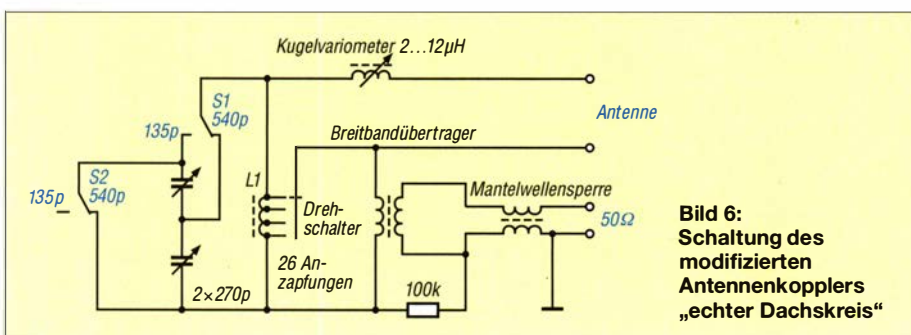 Kugelvariometer 2...12µH
S1
540p
135p
Antenne
Breitbandübertrager
S2
540p
135p
L1
Dreh-
schalter
Mantelwellensperre
50Ω
26 An-
zapfungen
2×270p
100k
Bild 6:
Schaltung des
modifizierten
Antennenkopplers
„echter Dachskreis“